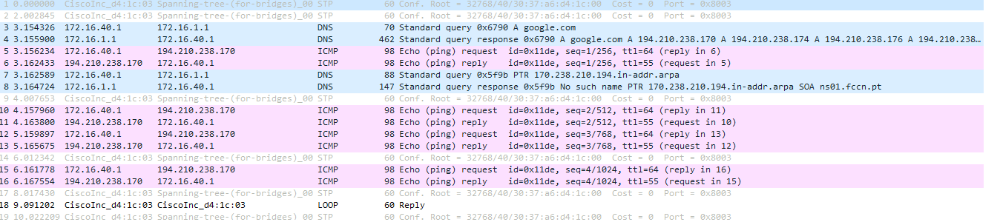 1 0.000000 CiscoInc_d4:1c:03 Spanning-tree-(for-bridges)_00 STP 60 Conf. Root = 32768/40/30:37:a6:d4:1c:00 Cost = 0 Port = 0x8003
2 2.002845 CiscoInc_d4:1c:03 Spanning-tree-(for-bridges)_00 STP 60 Conf. Root = 32768/40/30:37:a6:d4:1c:00 Cost = 0 Port = 0x8003
3 3.154326 172.16.40.1 172.16.1.1 DNS 70 Standard query 0x6790 A google.com
4 3.155900 172.16.1.1 172.16.40.1 DNS 462 Standard query response 0x6790 A google.com A 194.210.238.170 A 194.210.238.174 A 194.210.238.176 A 194.210.238…
5 3.156234 172.16.40.1 194.210.238.170 ICMP 98 Echo (ping) request id=0x11de, seq=1/256, ttl=64 (reply in 6)
6 3.162433 194.210.238.170 172.16.40.1 ICMP 98 Echo (ping) reply id=0x11de, seq=1/256, ttl=55 (request in 5)
7 3.162589 172.16.40.1 172.16.1.1 DNS 88 Standard query 0x5f9b PTR 170.238.210.194.in-addr.arpa
8 3.164724 172.16.1.1 172.16.40.1 DNS 147 Standard query response 0x5f9b No such name PTR 170.238.210.194.in-addr.arpa SOA ns01.fccn.pt
9 4.007653 CiscoInc_d4:1c:03 Spanning-tree-(for-bridges)_00 STP 60 Conf. Root = 32768/40/30:37:a6:d4:1c:00 Cost = 0 Port = 0x8003
10 4.157960 172.16.40.1 194.210.238.170 ICMP 98 Echo (ping) request id=0x11de, seq=2/512, ttl=64 (reply in 11)
11 4.163800 194.210.238.170 172.16.40.1 ICMP 98 Echo (ping) reply id=0x11de, seq=2/512, ttl=55 (request in 10)
12 5.159897 172.16.40.1 194.210.238.170 ICMP 98 Echo (ping) request id=0x11de, seq=3/768, ttl=64 (reply in 13)
13 5.165675 194.210.238.170 172.16.40.1 ICMP 98 Echo (ping) reply id=0x11de, seq=3/768, ttl=55 (request in 12)
14 6.012342 CiscoInc_d4:1c:03 Spanning-tree-(for-bridges)_00 STP 60 Conf. Root = 32768/40/30:37:a6:d4:1c:00 Cost = 0 Port = 0x8003
15 6.161778 172.16.40.1 194.210.238.170 ICMP 98 Echo (ping) request id=0x11de, seq=4/1024, ttl=64 (reply in 16)
16 6.167554 194.210.238.170 172.16.40.1 ICMP 98 Echo (ping) reply id=0x11de, seq=4/1024, ttl=55 (request in 15)
17 8.017430 CiscoInc_d4:1c:03 Spanning-tree-(for-bridges)_00 STP 60 Conf. Root = 32768/40/30:37:a6:d4:1c:00 Cost = 0 Port = 0x8003
18 9.091202 CiscoInc_d4:1c:03 CiscoInc_d4:1c:03 LOOP 60 Reply
19 10.022209 CiscoInc_d4:1c:03 Spanning-tree-(for-bridges)_00 STP 60 Conf. Root = 32768/40/30:37:a6:d4:1c:00 Cost = 0 Port = 0x8003